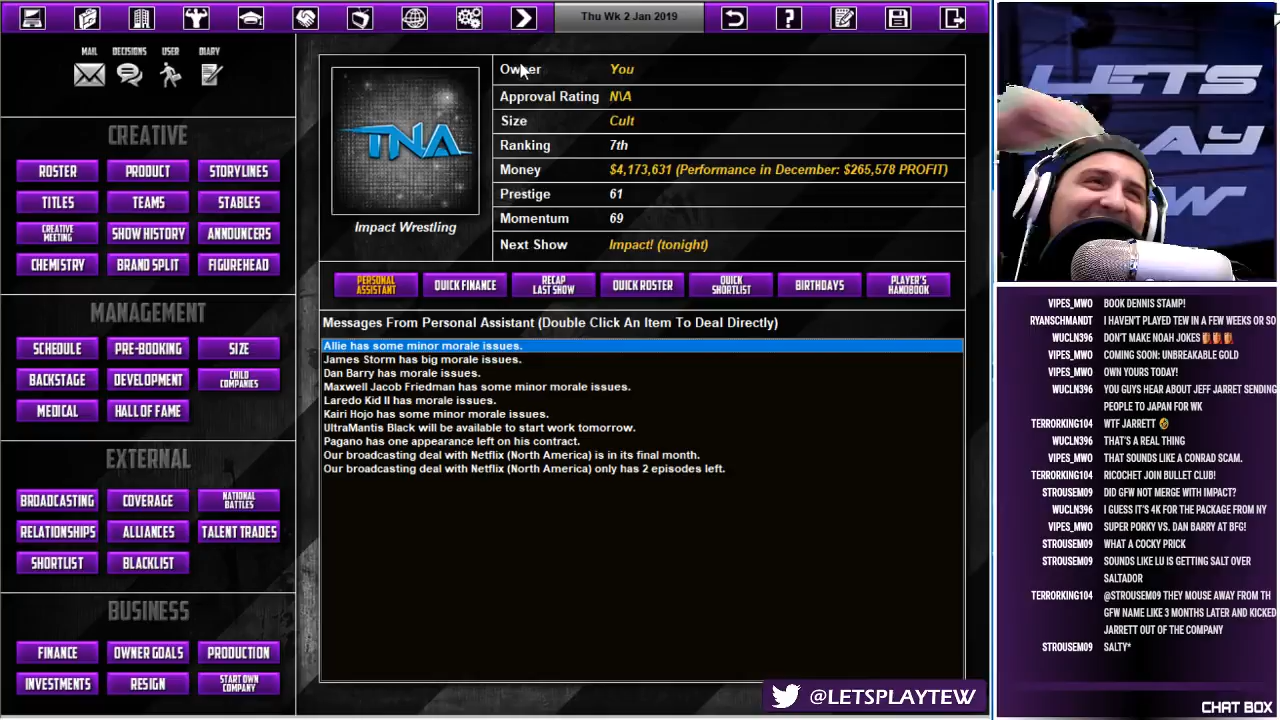 Thu Wk 2 Jan 2019
MAIL
DECISIONS
USER
DIARY
CREATIVE
ROSTER
PRODUCT
STORYLINES
TITLES
TEAMS
STABLES
CREATIVE MEETING
SHOW HISTORY
ANNOUNCERS
CHEMISTRY
BRAND SPLIT
FIGUREHEAD
MANAGEMENT
SCHEDULE
PRE-BOOKING
SIZE
BACKSTAGE
DEVELOPMENT
CHILD COMPANIES
MEDICAL
HALL OF FAME
EXTERNAL
BROADCASTING
COVERAGE
NATIONAL BATTLES
RELATIONSHIPS
ALLIANCES
TALENT TRADES
SHORTLIST
BLACKLIST
BUSINESS
FINANCE
OWNER GOALS
PRODUCTION
INVESTMENTS
RESIGN
START OWN COMPANY
TNA
Impact Wrestling
Owner You
Approval Rating N\A
Size Cult
Ranking 7th
Money $4,173,631 (Performance in December: $265,578 PROFIT)
Prestige 61
Momentum 69
Next Show Impact! (tonight)
PERSONAL ASSISTANT
QUICK FINANCE
RECAP LAST SHOW
QUICK ROSTER
QUICK SHORTLIST
BIRTHDAYS
PLAYER'S HANDBOOK
Messages From Personal Assistant (Double Click An Item To Deal Directly)
Allie has some minor morale issues.
James Storm has big morale issues.
Dan Barry has morale issues.
Maxwell Jacob Friedman has some minor morale issues.
Laredo Kid II has morale issues.
Kairi Hojo has some minor morale issues.
UltraMantis Black will be available to start work tomorrow.
Pagano has one appearance left on his contract.
Our broadcasting deal with Netflix (North America) is in its final month.
Our broadcasting deal with Netflix (North America) only has 2 episodes left.
@LETSPLAYTEW
LETS
PLAY
VIPES_MWO BOOK DENNIS STAMP!
RYANSCHMANDT I HAVEN'T PLAYED TEW IN A FEW WEEKS OR SO
WUCLN396 DON'T MAKE NOAH JOKES
VIPES_MWO COMING SOON: UNBREAKABLE GOLD
VIPES_MWO OWN YOURS TODAY!
WUCLN396 YOU GUYS HEAR ABOUT JEFF JARRET SENDING
PEOPLE TO JAPAN FOR WK
TERRORKING104 WTF JARRETT
WUCLN396 THAT'S A REAL THING
VIPES_MWO THAT SOUNDS LIKE A CONRAD SCAM.
TERRORKING104 RICOCHET JOIN BULLET CLUB!
STROUSEM09 DID GFW NOT MERGE WITH IMPACT?
WUCLN396 I GUESS IT'S 4K FOR THE PACKAGE FROM NY
VIPES_MWO SUPER PORKY VS. DAN BARRY AT BFG!
STROUSEM09 WHAT A COCKY PRICK
STROUSEM09 SOUNDS LIKE LU IS GETTING SALT OVER
SALTADOR
TERRORKING104 @STROUSEM09 THEY MOUSE AWAY FROM TH
GFW NAME LIKE 3 MONTHS LATER AND KICKED
JARRETT OUT OF THE COMPANY
STROUSEM09 SALTY*
CHAT BOX